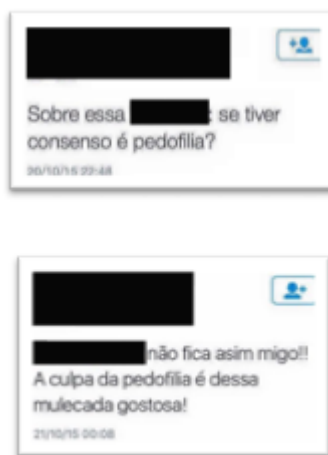 Sobre essa : se tiver
consenso é pedofilia?
20/10/15 22:48
não fica asim migo!!
A culpa da pedofilia é dessa
mulecada gostosa!
21/10/15 00:08